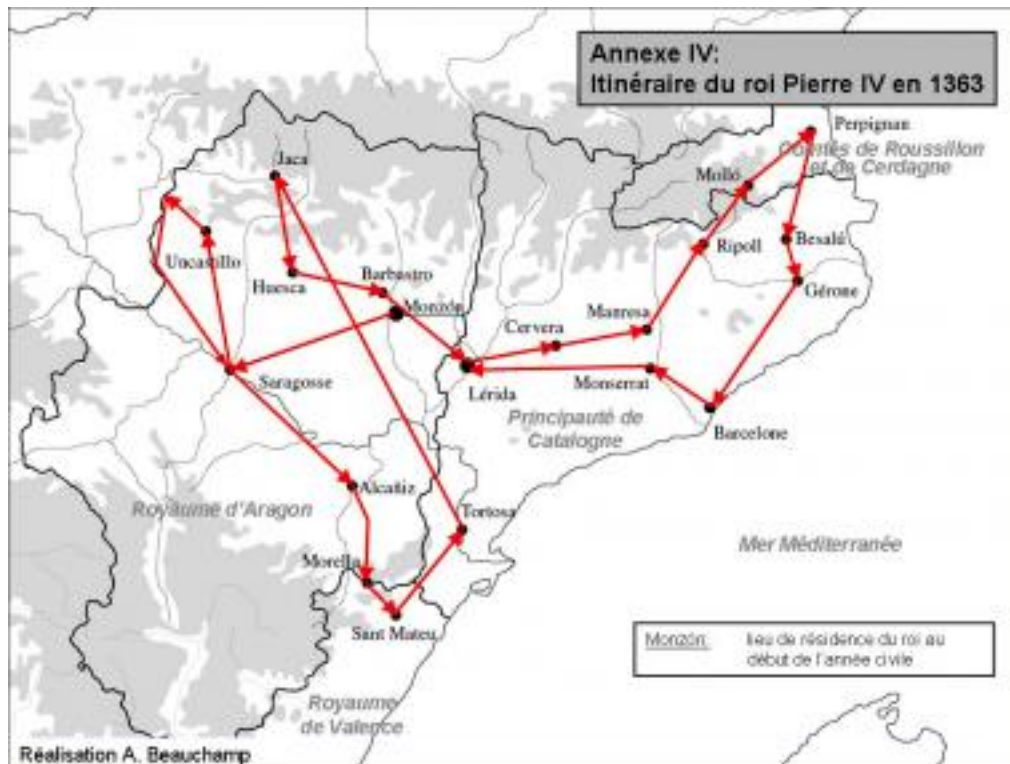 Annexe IV:
Itinéraire du roi Pierre IV en 1363
Perpignan
Comtés de Roussillon
et de Cerdagne
Jaca
Molló
Uncastillo
Ripoll
Besalú
Huesca
Barbastro
Gérone
Monzón
Cervera
Manresa
Saragosse
Lérida
Monserrat
Principauté de
Catalogne
Barcelone
Alcañiz
Royaume d'Aragon
Tortosa
Mer Méditerranée
Morella
Sant Mateu
Monzón: lieu de résidence du roi au
début de l'année civile
Royaume
de Valence
Réalisation A. Beauchamp